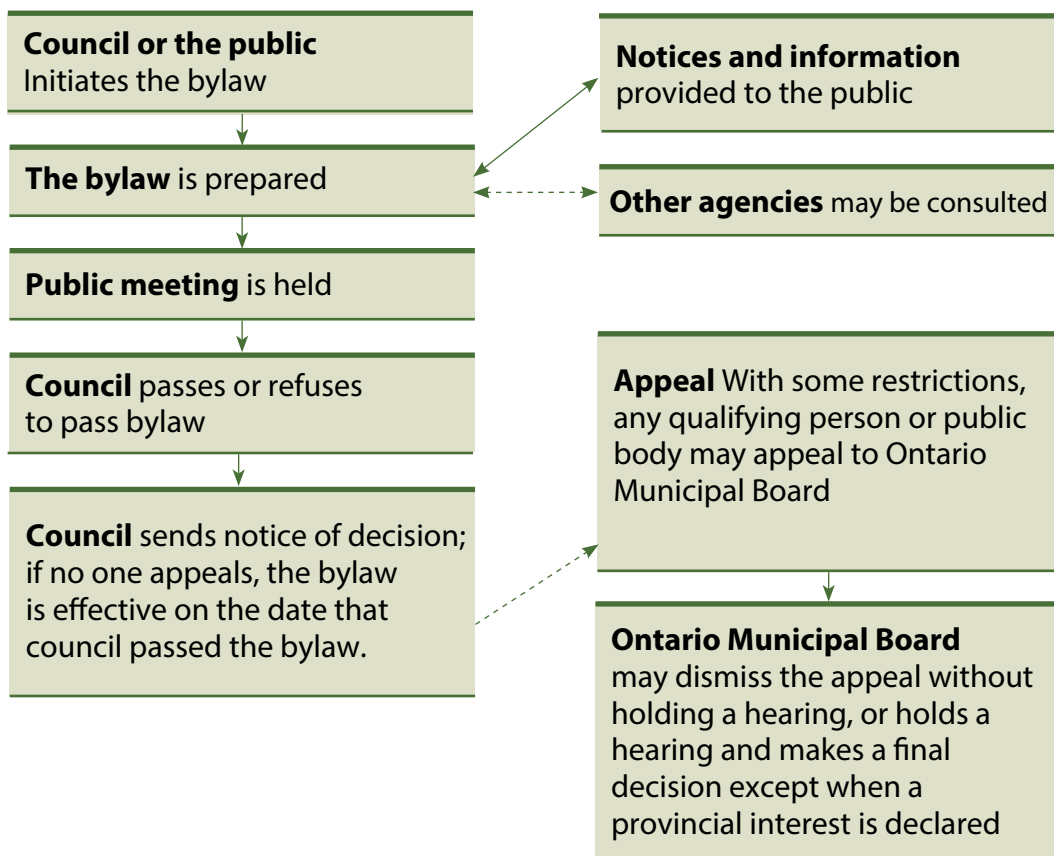 Council or the public
Initiates the bylaw
The bylaw is prepared
Public meeting is held
Council passes or refuses
to pass bylaw
Council sends notice of decision;
if no one appeals, the bylaw
is effective on the date that
council passed the bylaw.
Notices and information
provided to the public
Other agencies may be consulted
Appeal With some restrictions,
any qualifying person or public
body may appeal to Ontario
Municipal Board
Ontario Municipal Board
may dismiss the appeal without
holding a hearing, or holds a
hearing and makes a final
decision except when a
provincial interest is declared